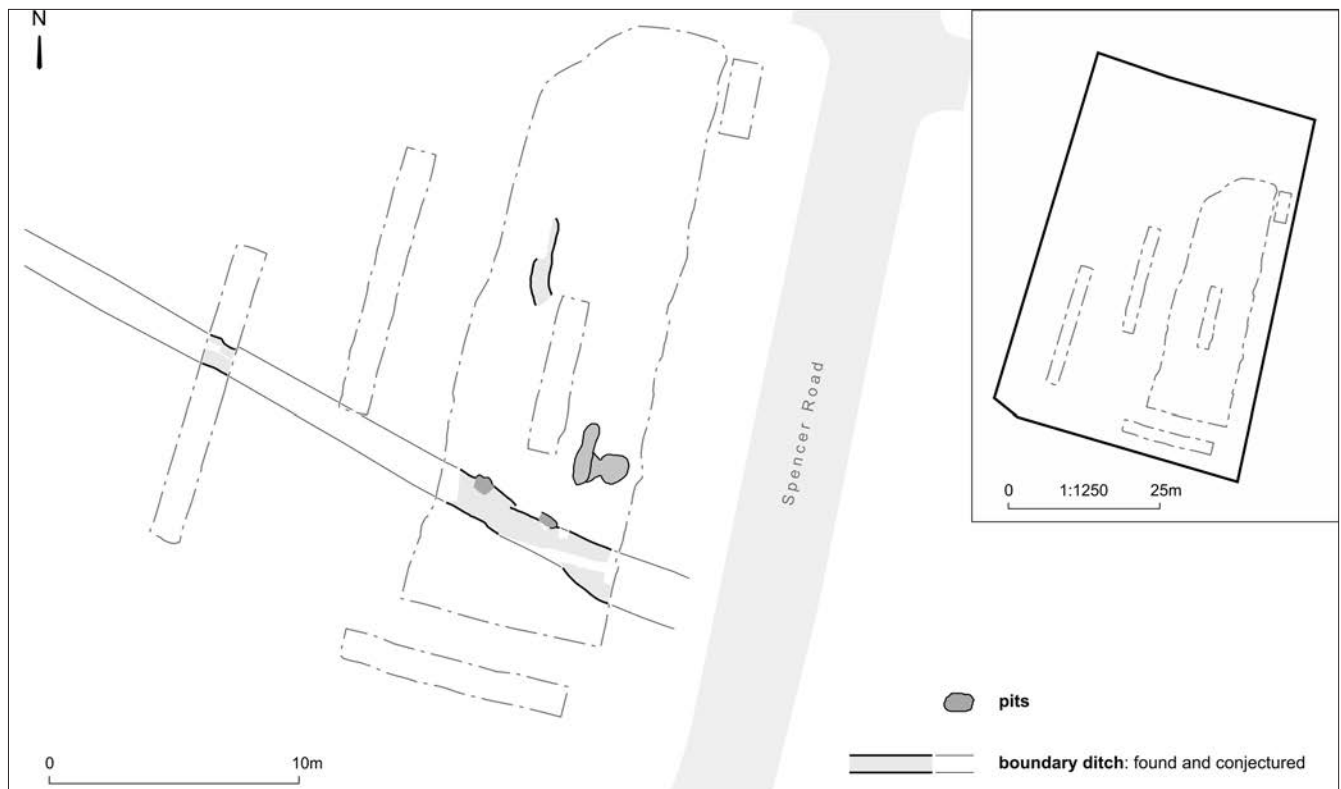 N
Spencer Road
0 1:1250 25m
pits
boundary ditch: found and conjectured
0 10m